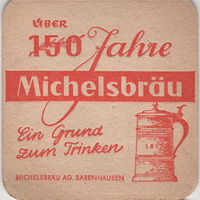 ÜBER
150 Jahre
Michelsbräu
Ein Grund
zum Trinken
MICHELSBRÄU AG. BABENHAUSEN